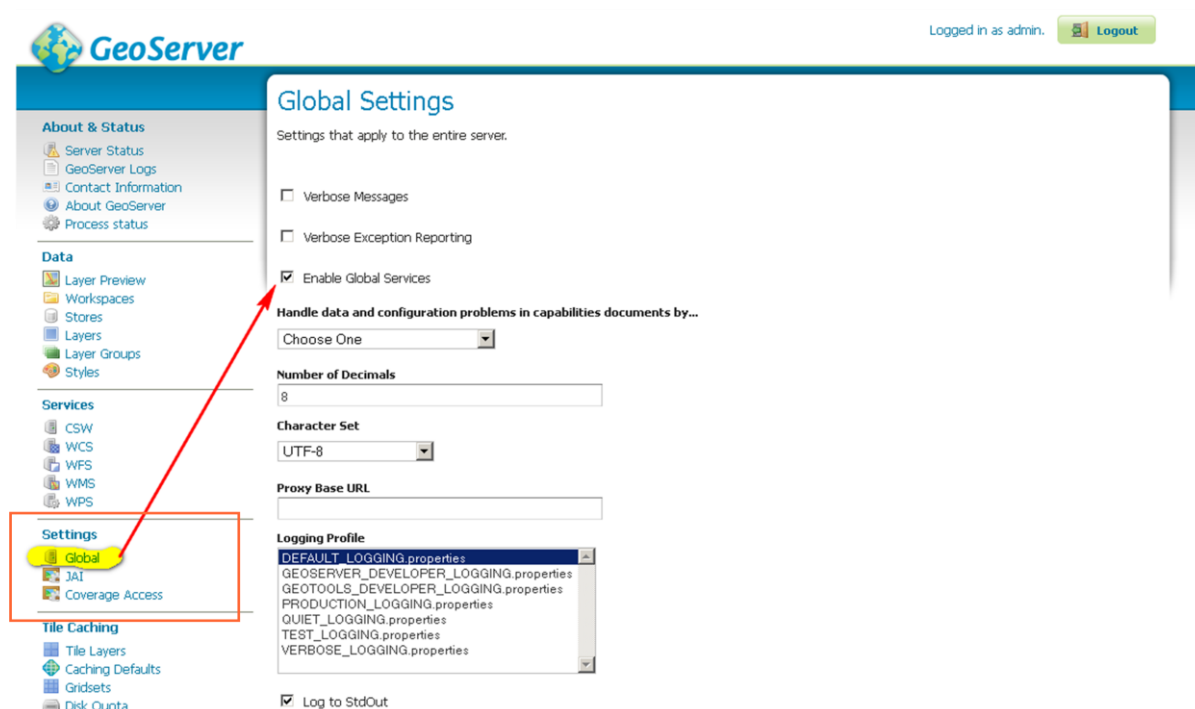 GeoServer
Logged in as admin.
Logout
About & Status
Server Status
GeoServer Logs
Contact Information
About GeoServer
Process status
Data
Layer Preview
Workspaces
Stores
Layers
Layer Groups
Styles
Services
CSW
WCS
WFS
WMS
WPS
Settings
Global
JAI
Coverage Access
Tile Caching
Tile Layers
Caching Defaults
Gridsets
Disk Quota
Global Settings
Settings that apply to the entire server.
Verbose Messages
Verbose Exception Reporting
Enable Global Services
Handle data and configuration problems in capabilities documents by...
Choose One
Number of Decimals
8
Character Set
UTF-8
Proxy Base URL
Logging Profile
DEFAULT_LOGGING.properties
GEOSERVER_DEVELOPER_LOGGING.properties
GEOTOOLS_DEVELOPER_LOGGING.properties
PRODUCTION_LOGGING.properties
QUIET_LOGGING.properties
TEST_LOGGING.properties
VERBOSE_LOGGING.properties
Log to StdOut